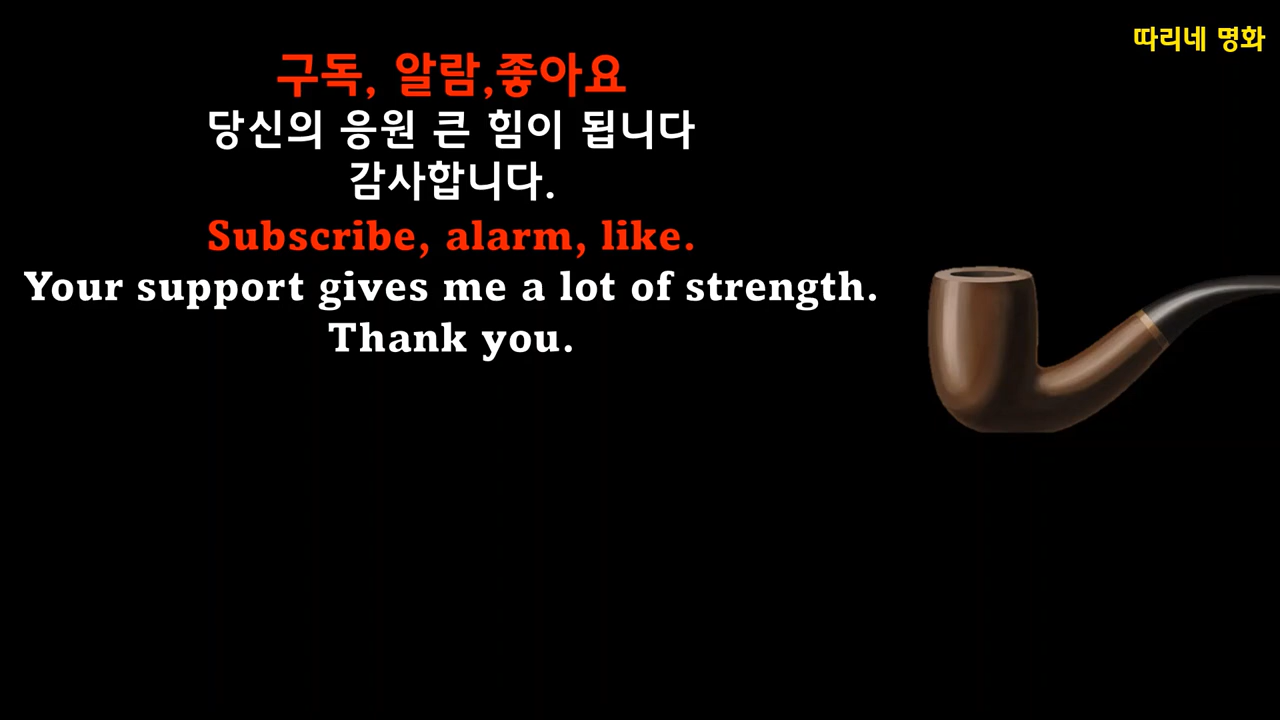 따리네 명화
구독, 알람,좋아요
당신의 응원 큰 힘이 됩니다
감사합니다.
Subscribe, alarm, like.
Your support gives me a lot of strength.
Thank you.